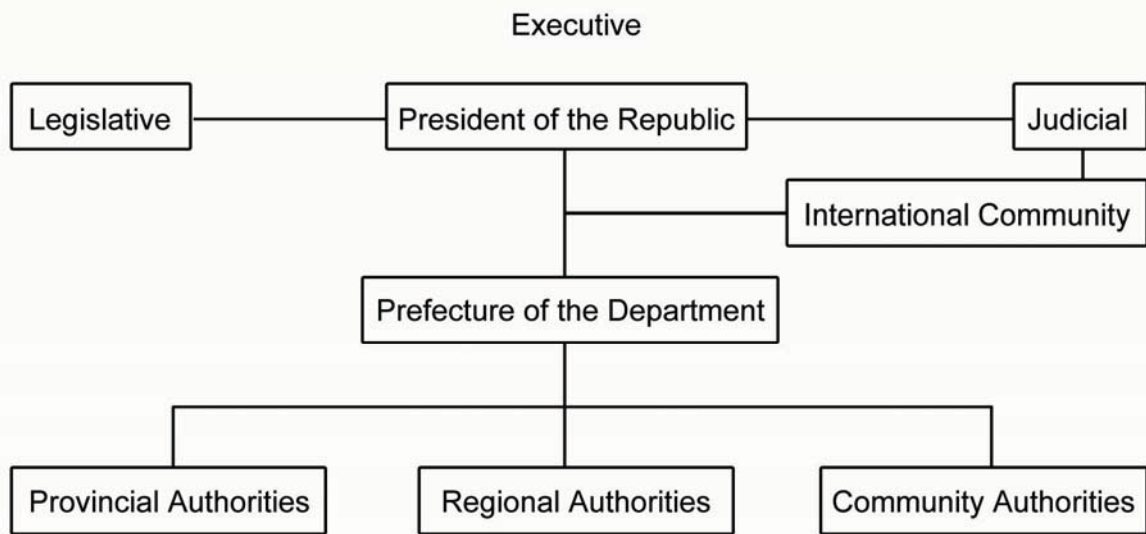 Executive
Legislative
President of the Republic
Judicial
International Community
Prefecture of the Department
Provincial Authorities
Regional Authorities
Community Authorities